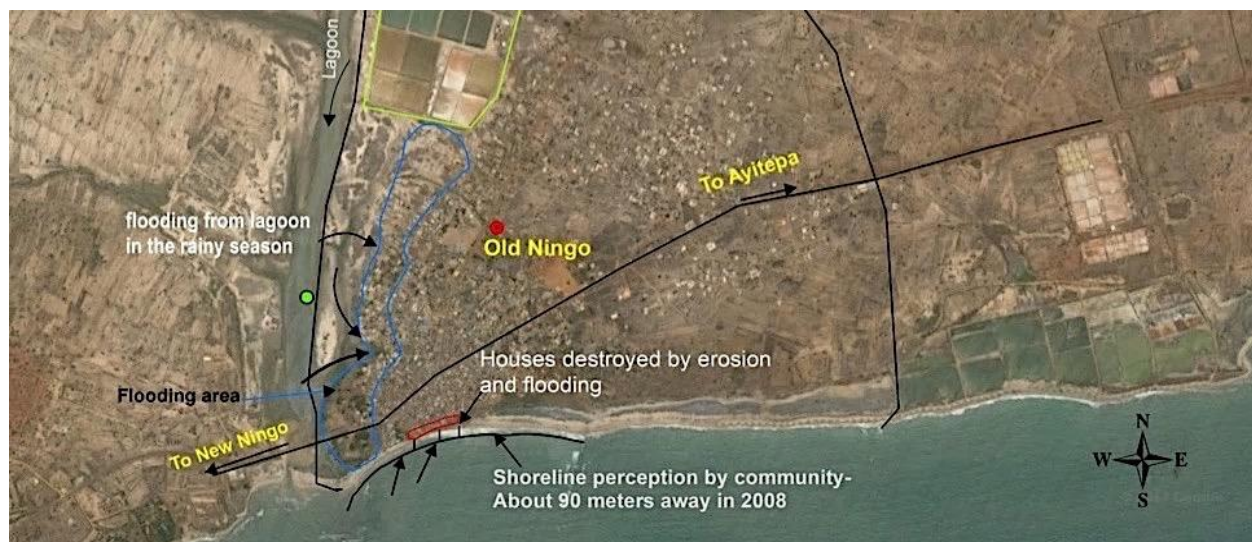 Lagoon
To Ayitepa
flooding from lagoon
in the rainy season
Old Ningo
Houses destroyed by erosion
and flooding
Flooding area
To New Ningo
N
W
E
S
Shoreline perception by community-
About 90 meters away in 2008